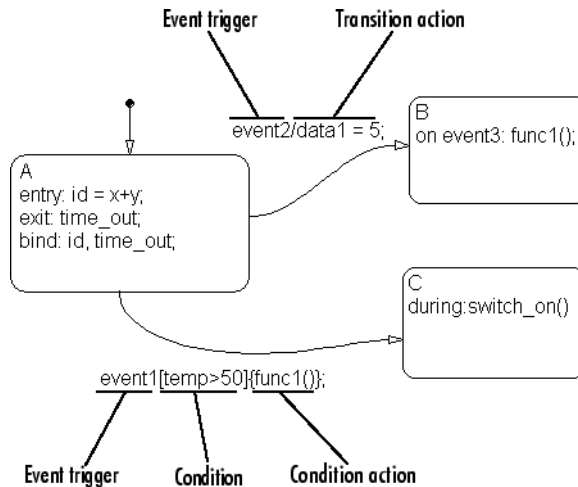 Event trigger
Transition action
event2/data1 = 5;
A
entry: id = x+y;
exit: time_out;
bind: id, time_out;
B
on event3: func1();
C
during:switch_on()
event1[temp>50]{func1()};
Event trigger
Condition
Condition action